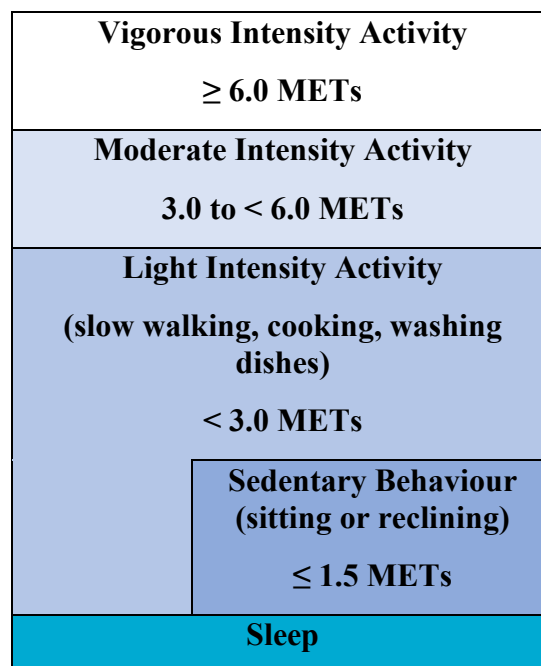 Vigorous Intensity Activity
≥ 6.0 METs
Moderate Intensity Activity
3.0 to < 6.0 METs
Light Intensity Activity
(slow walking, cooking, washing
dishes)
< 3.0 METs
Sedentary Behaviour
(sitting or reclining)
≤ 1.5 METs
Sleep